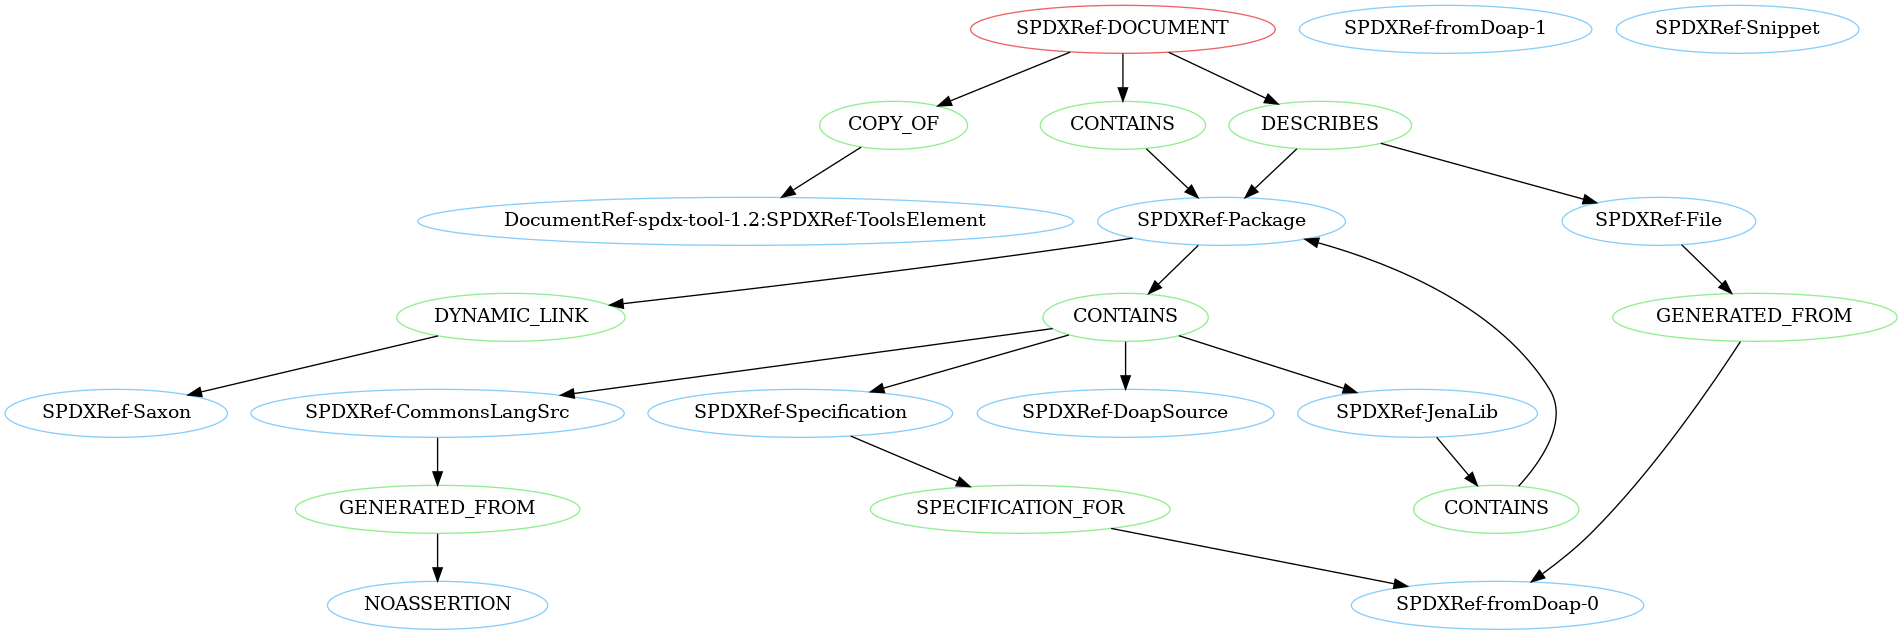 SPDXRef-DOCUMENT
SPDXRef-fromDoap-1
SPDXRef-Snippet
COPY_OF
CONTAINS
DESCRIBES
DocumentRef-spdx-tool-1.2:SPDXRef-ToolsElement
SPDXRef-Package
SPDXRef-File
DYNAMIC_LINK
CONTAINS
GENERATED_FROM
SPDXRef-Saxon
SPDXRef-CommonsLangSrc
SPDXRef-Specification
SPDXRef-DoapSource
SPDXRef-JenaLib
GENERATED_FROM
SPECIFICATION_FOR
CONTAINS
NOASSERTION
SPDXRef-fromDoap-0